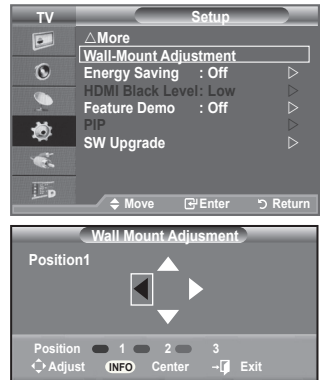 TV Setup
△More
Wall-Mount Adjustment
Energy Saving : Off
HDMI Black Level: Low
Feature Demo : Off
PIP
SW Upgrade
Move Enter Return
Wall Mount Adjusment
Position1
Position 1 2 3
Adjust INFO Center Exit